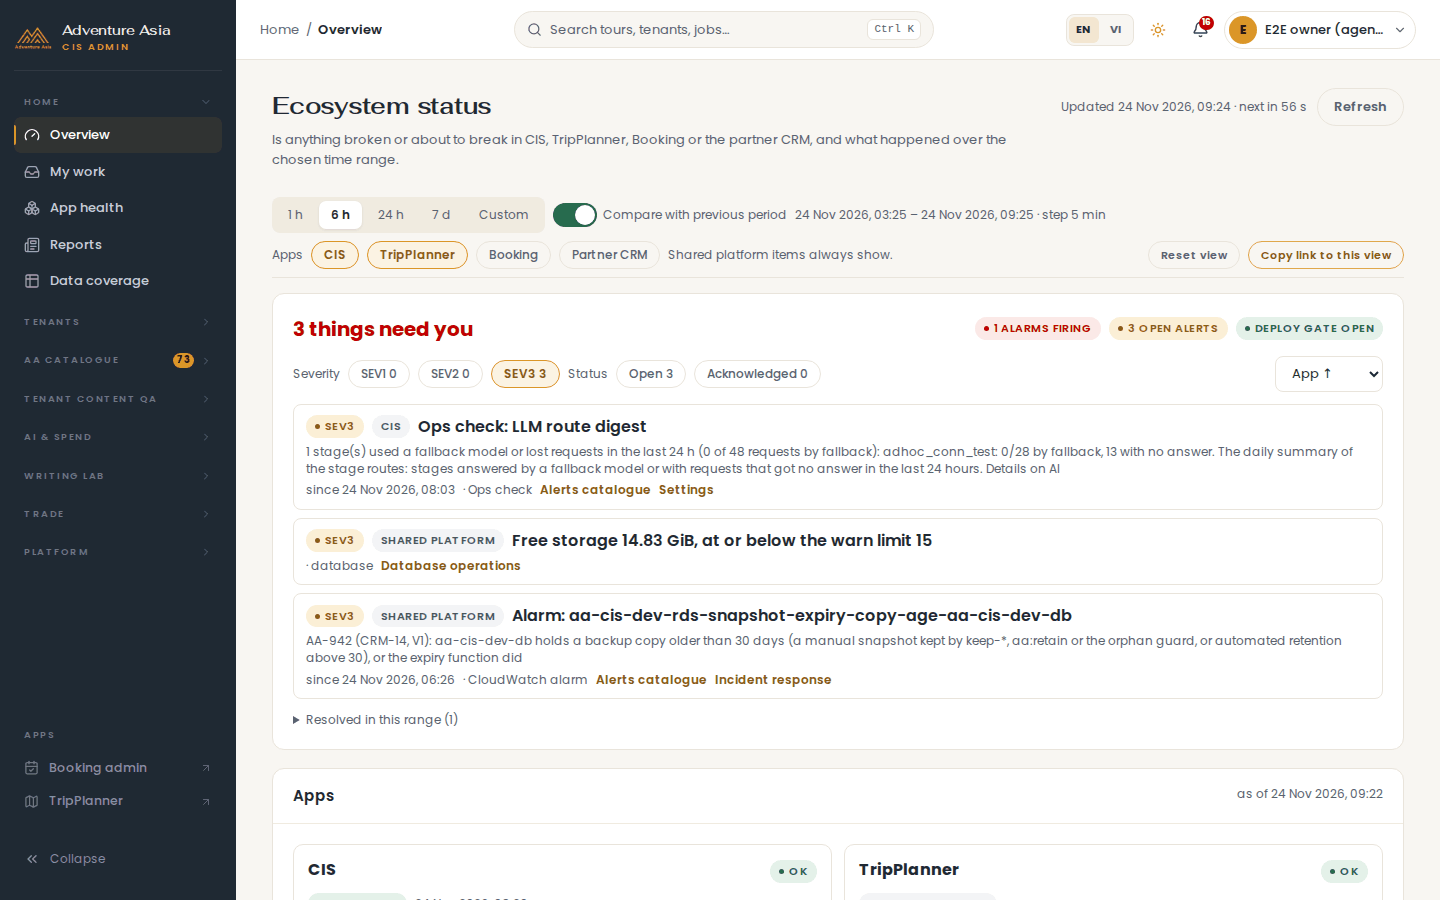 Adventure Asia
CIS ADMIN
Adventure Asia
HOME
Overview
My work
App health
Reports
Data coverage
TENANTS
AA CATALOGUE 73
TENANT CONTENT QA
AI & SPEND
WRITING LAB
TRADE
PLATFORM
APPS
Booking admin
TripPlanner
Collapse
Home / Overview
Search tours, tenants, jobs... Ctrl K
EN VI
16
E E2E owner (agen...
Ecosystem status
Updated 24 Nov 2026, 09:24 · next in 56 s Refresh
Is anything broken or about to break in CIS, TripPlanner, Booking or the partner CRM, and what happened over the
chosen time range.
1 h 6 h 24 h 7 d Custom Compare with previous period 24 Nov 2026, 03:25 – 24 Nov 2026, 09:25 · step 5 min
Apps CIS TripPlanner Booking Partner CRM Shared platform items always show. Reset view Copy link to this view
3 things need you
1 ALARMS FIRING 3 OPEN ALERTS DEPLOY GATE OPEN
Severity SEV1 0 SEV2 0 SEV3 3 Status Open 3 Acknowledged 0 App ↑
SEV3 CIS Ops check: LLM route digest
1 stage(s) used a fallback model or lost requests in the last 24 h (0 of 48 requests by fallback): adhoc_conn_test: 0/28 by fallback, 13 with no answer. The daily summary of
the stage routes: stages answered by a fallback model or with requests that got no answer in the last 24 hours. Details on AI
since 24 Nov 2026, 08:03 · Ops check Alerts catalogue Settings
SEV3 SHARED PLATFORM Free storage 14.83 GiB, at or below the warn limit 15
· database Database operations
SEV3 SHARED PLATFORM Alarm: aa-cis-dev-rds-snapshot-expiry-copy-age-aa-cis-dev-db
AA-942 (CRM-14, V1): aa-cis-dev-db holds a backup copy older than 30 days (a manual snapshot kept by keep-*, aa:retain or the orphan guard, or automated retention
above 30), or the expiry function did
since 24 Nov 2026, 06:26 · CloudWatch alarm Alerts catalogue Incident response
Resolved in this range (1)
Apps
as of 24 Nov 2026, 09:22
CIS OK
TripPlanner OK